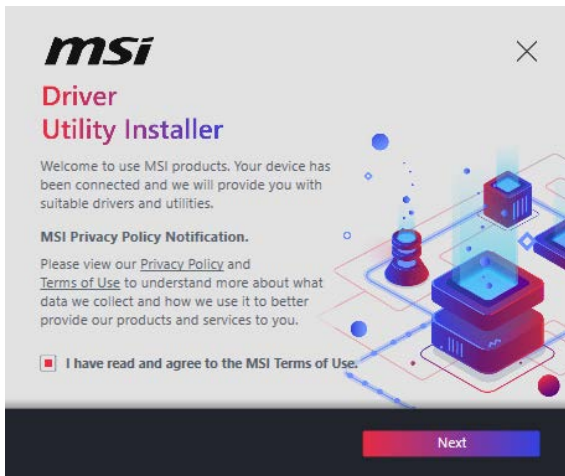 msi
Driver
Utility Installer
Welcome to use MSI products. Your device has
been connected and we will provide you with
suitable drivers and utilities.
MSI Privacy Policy Notification.
Please view our Privacy Policy and
Terms of Use to understand more about what
data we collect and how we use it to better
provide our products and services to you.
I have read and agree to the MSI Terms of Use.
Next